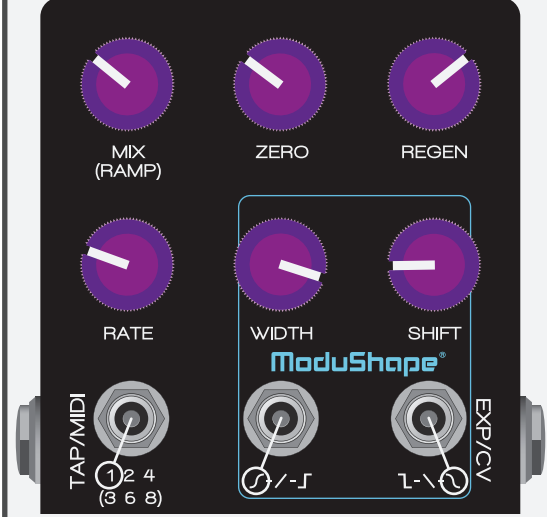 MIX ZERO REGEN
(RAMP)
RATE WIDTH SHIFT
ModuShape®
TAP/MIDI
1 2 4
(3 6 8)
EXP/CV